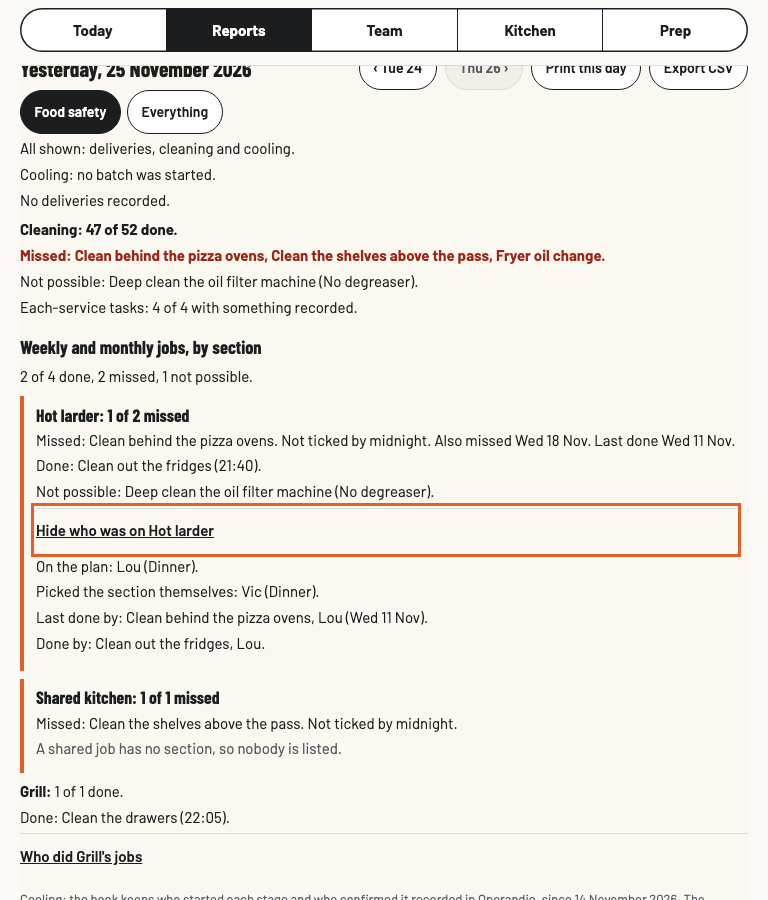 Today
Reports
Team
Kitchen
Prep
Yesterday, 25 November 2026
‹ Tue 24
Thu 26 ›
Print this day
Export CSV
Food safety
Everything
All shown: deliveries, cleaning and cooling.
Cooling: no batch was started.
No deliveries recorded.
Cleaning: 47 of 52 done.
Missed: Clean behind the pizza ovens, Clean the shelves above the pass, Fryer oil change.
Not possible: Deep clean the oil filter machine (No degreaser).
Each-service tasks: 4 of 4 with something recorded.
Weekly and monthly jobs, by section
2 of 4 done, 2 missed, 1 not possible.
Hot larder: 1 of 2 missed
Missed: Clean behind the pizza ovens. Not ticked by midnight. Also missed Wed 18 Nov. Last done Wed 11 Nov.
Done: Clean out the fridges (21:40).
Not possible: Deep clean the oil filter machine (No degreaser).
Hide who was on Hot larder
On the plan: Lou (Dinner).
Picked the section themselves: Vic (Dinner).
Last done by: Clean behind the pizza ovens, Lou (Wed 11 Nov).
Done by: Clean out the fridges, Lou.
Shared kitchen: 1 of 1 missed
Missed: Clean the shelves above the pass. Not ticked by midnight.
A shared job has no section, so nobody is listed.
Grill: 1 of 1 done.
Done: Clean the drawers (22:05).
Who did Grill's jobs
Cooling: the book keeps who started each stage and who confirmed it recorded in Operandio, since 14 November 2026. The